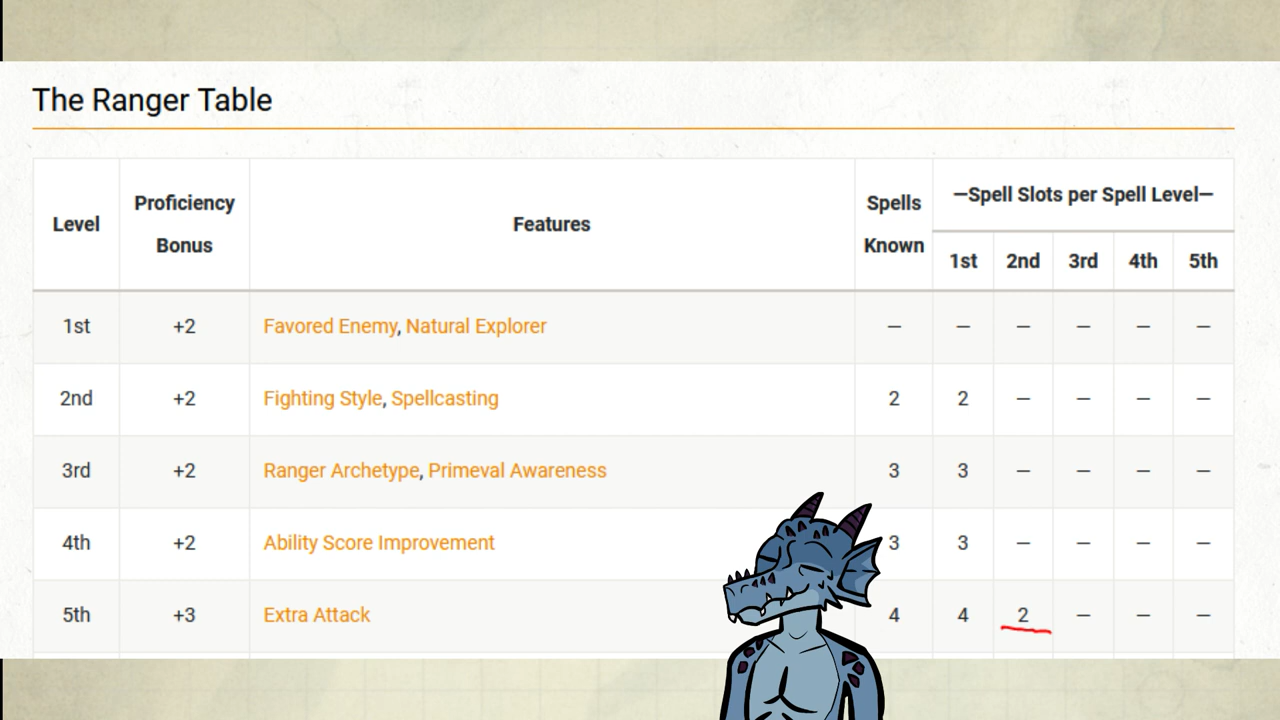 The Ranger Table
Level Proficiency Bonus Features Spells Known —Spell Slots per Spell Level—
1st 2nd 3rd 4th 5th
1st +2 Favored Enemy, Natural Explorer — — — — — —
2nd +2 Fighting Style, Spellcasting 2 2 — — — —
3rd +2 Ranger Archetype, Primeval Awareness 3 3 — — — —
4th +2 Ability Score Improvement 3 3 — — — —
5th +3 Extra Attack 4 4 2 — — —